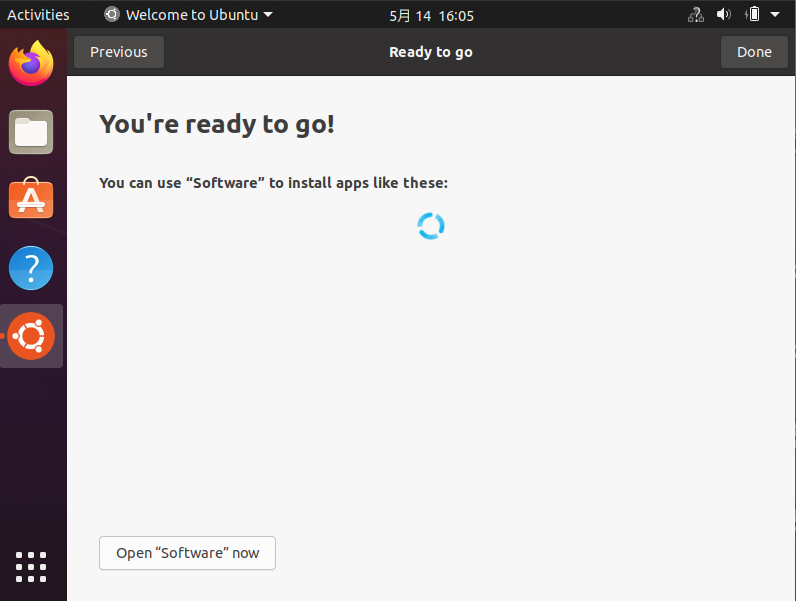 Activities
Welcome to Ubuntu
5月 14 16:05
Previous
Ready to go
Done
You're ready to go!
You can use “Software” to install apps like these:
Open “Software” now